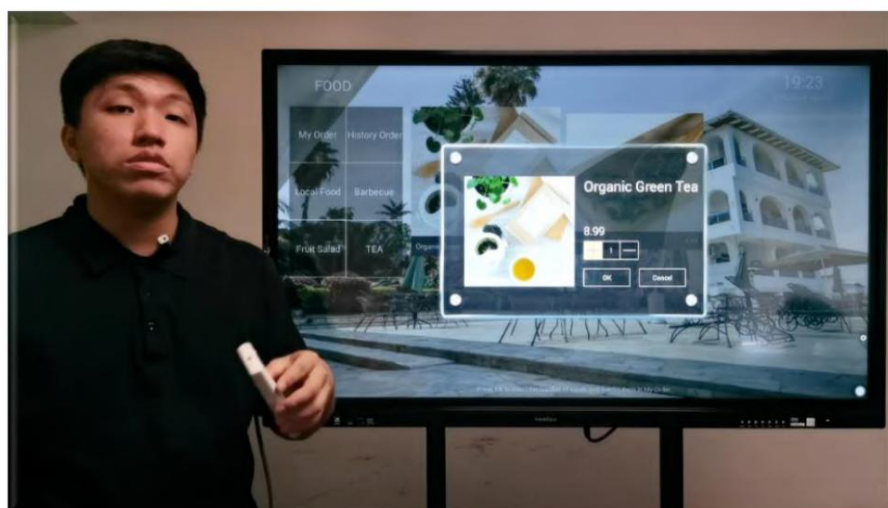 FOOD
19:23
My Order
History Order
Local Food
Barbecue
Fruit Salad
TEA
Organic Green Tea
8.99
1
OK
Cancel
Organic